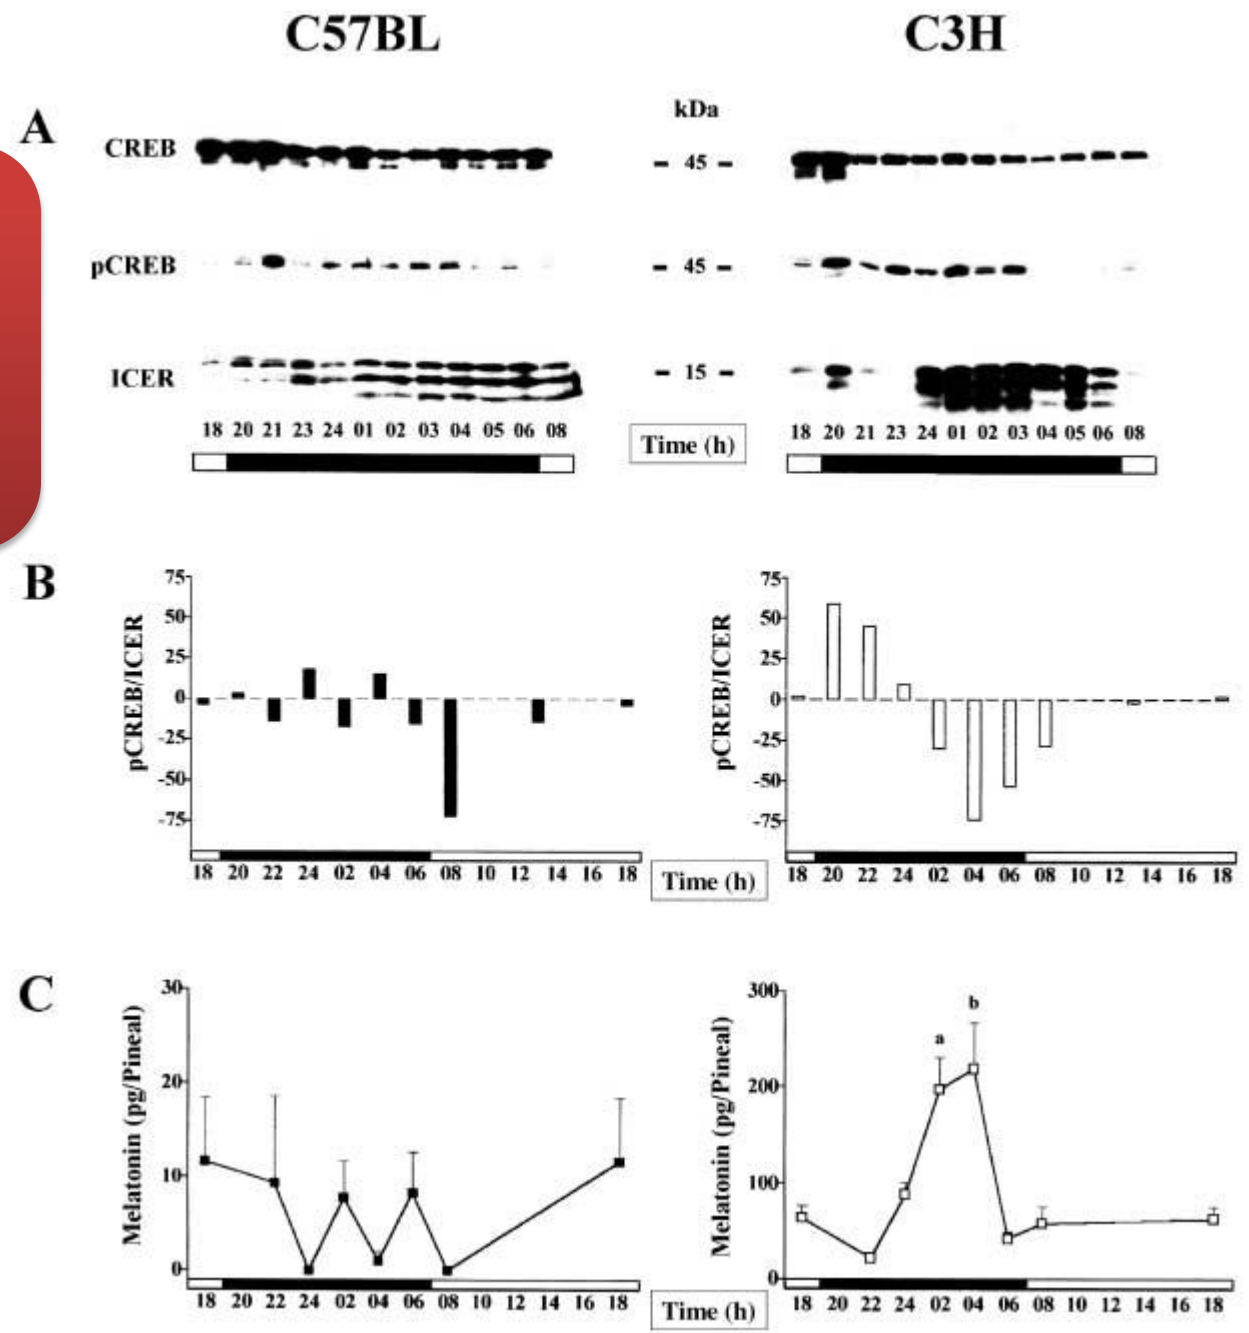 C57BL C3H
A
kDa
CREB - 45 -
pCREB - 45 -
ICER - 15 -
18 20 21 23 24 01 02 03 04 05 06 08 Time (h) 18 20 21 23 24 01 02 03 04 05 06 08
B
pCREB/ICER
75
50
25
0
-25
-50
-75
18 20 22 24 02 04 06 08 10 12 14 16 18
Time (h)
pCREB/ICER
75
50
25
0
-25
-50
-75
18 20 22 24 02 04 06 08 10 12 14 16 18
C
Melatonin (pg/Pineal)
30
20
10
0
18 20 22 24 02 04 06 08 10 12 14 16 18
Time (h)
Melatonin (pg/Pineal)
300
200
100
0
a
b
18 20 22 24 02 04 06 08 10 12 14 16 18